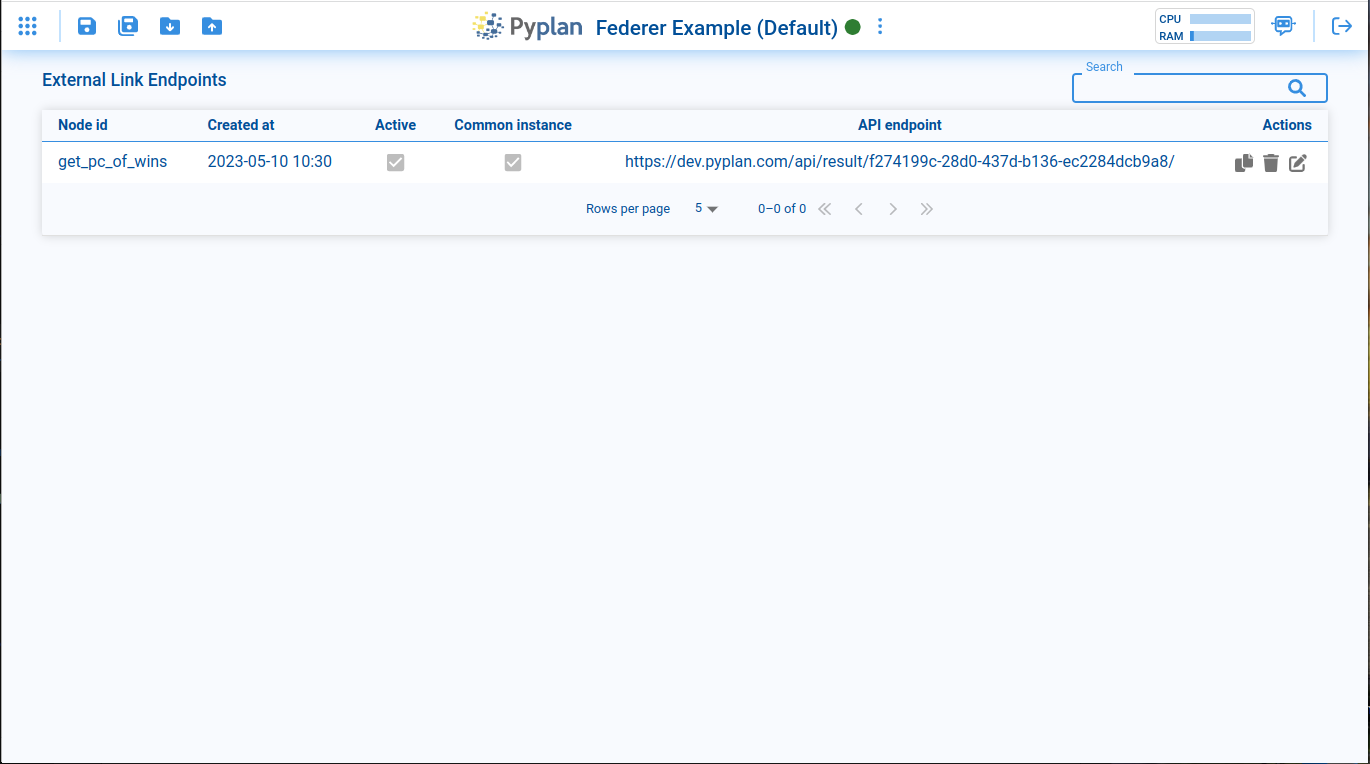 Pyplan Federer Example (Default) CPU
RAM
External Link Endpoints
Search
Node id Created at Active Common instance API endpoint Actions
get_pc_of_wins 2023-05-10 10:30 https://dev.pyplan.com/api/result/f274199c-28d0-437d-b136-ec2284dcb9a8/
Rows per page 5 0–0 of 0